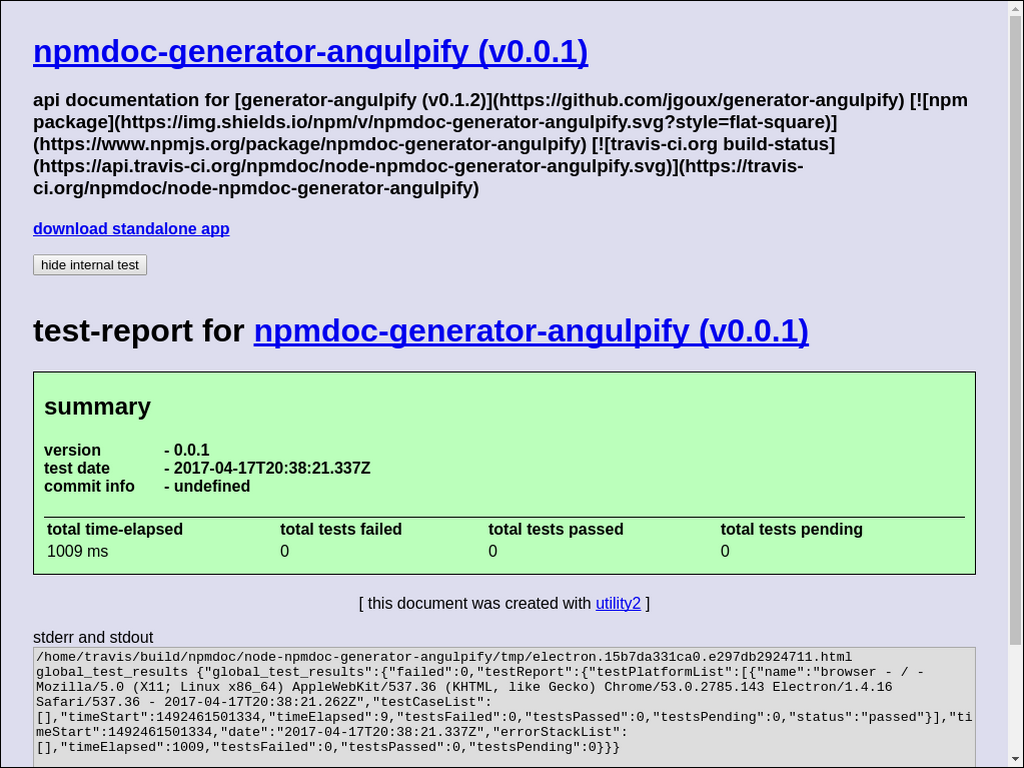 npmdoc-generator-angulpify (v0.0.1)
api documentation for [generator-angulpify (v0.1.2)](https://github.com/jgoux/generator-angulpify) [![npm
package](https://img.shields.io/npm/v/npmdoc-generator-angulpify.svg?style=flat-square)]
(https://www.npmjs.org/package/npmdoc-generator-angulpify) [![travis-ci.org build-status]
(https://api.travis-ci.org/npmdoc/node-npmdoc-generator-angulpify.svg)](https://travis-
ci.org/npmdoc/node-npmdoc-generator-angulpify)
download standalone app
hide internal test
test-report for npmdoc-generator-angulpify (v0.0.1)
summary
version - 0.0.1
test date - 2017-04-17T20:38:21.337Z
commit info - undefined
total time-elapsed total tests failed total tests passed total tests pending
1009 ms 0 0 0
[ this document was created with utility2 ]
stderr and stdout
/home/travis/build/npmdoc/node-npmdoc-generator-angulpify/tmp/electron.15b7da331ca0.e297db2924711.html
global_test_results {"global_test_results":{"failed":0,"testReport":{"testPlatformList":[{"name":"browser - / -
Mozilla/5.0 (X11; Linux x86_64) AppleWebKit/537.36 (KHTML, like Gecko) Chrome/53.0.2785.143 Electron/1.4.16
Safari/537.36 - 2017-04-17T20:38:21.262Z","testCaseList":
[],"timeStart":1492461501334,"timeElapsed":9,"testsFailed":0,"testsPassed":0,"testsPending":0,"status":"passed"}],"ti
meStart":1492461501334,"date":"2017-04-17T20:38:21.337Z","errorStackList":
[],"timeElapsed":1009,"testsFailed":0,"testsPassed":0,"testsPending":0}}}